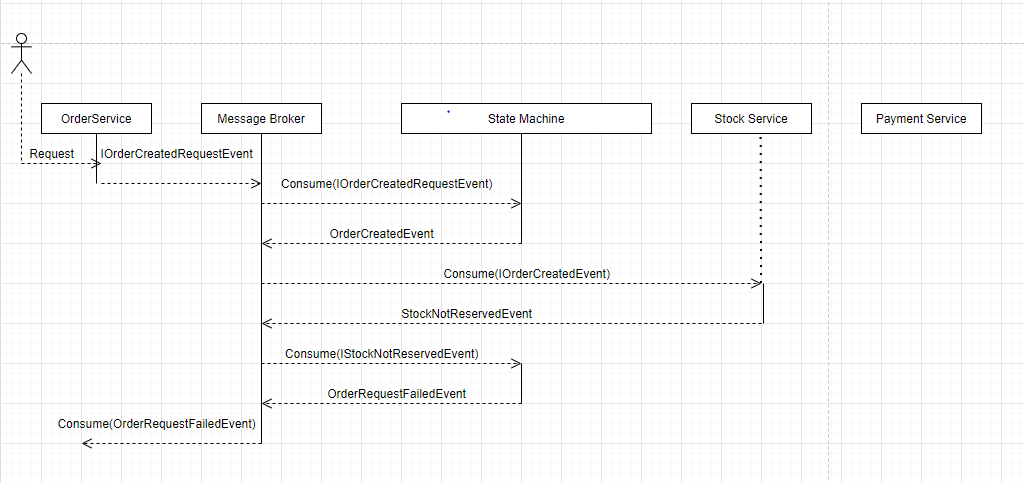 OrderService
Message Broker
State Machine
Stock Service
Payment Service
Request
IOrderCreatedRequestEvent
Consume(IOrderCreatedRequestEvent)
OrderCreatedEvent
Consume(IOrderCreatedEvent)
StockNotReservedEvent
Consume(IStockNotReservedEvent)
OrderRequestFailedEvent
Consume(OrderRequestFailedEvent)